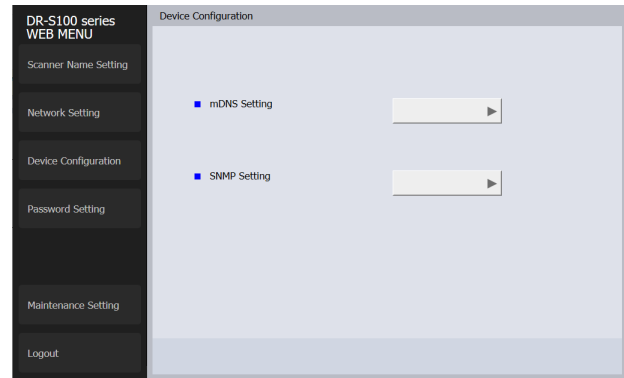 DR-S100 series
WEB MENU
Scanner Name Setting
Network Setting
Device Configuration
Password Setting
Maintenance Setting
Logout
Device Configuration
mDNS Setting
SNMP Setting